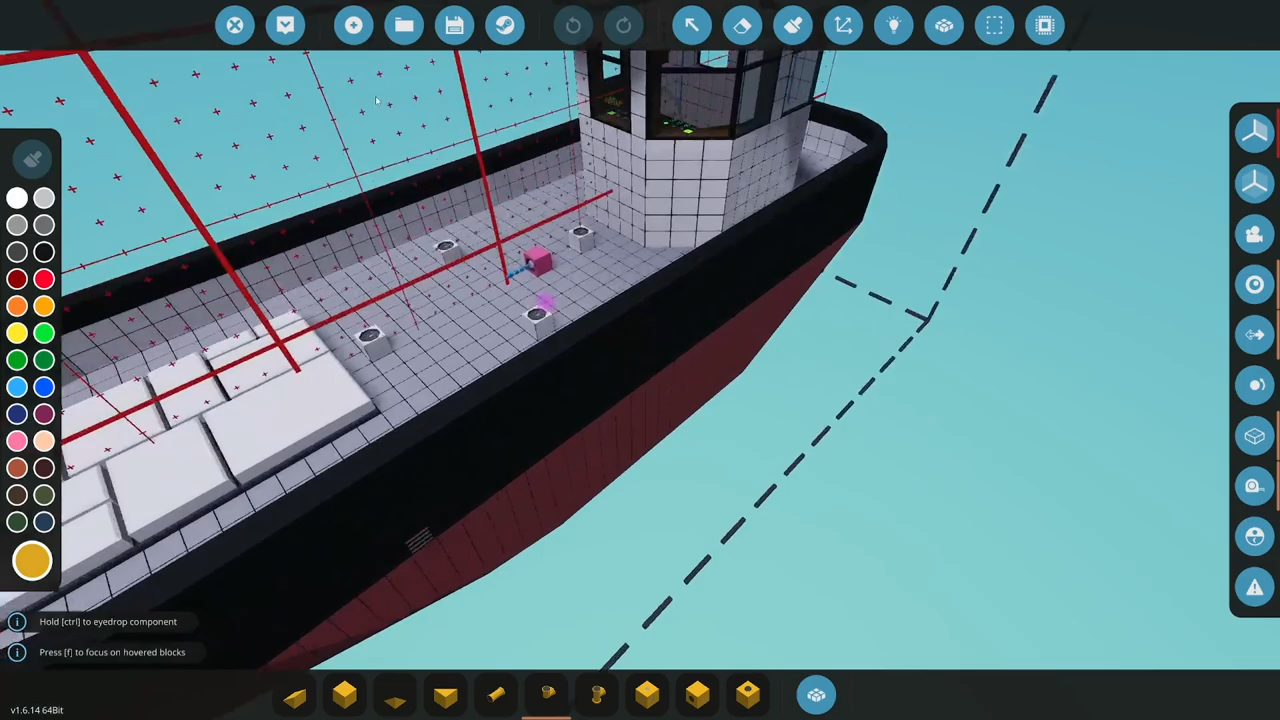 Hold [ctrl] to eyedrop component
Press [f] to focus on hovered blocks
v1.6.14 64Bit